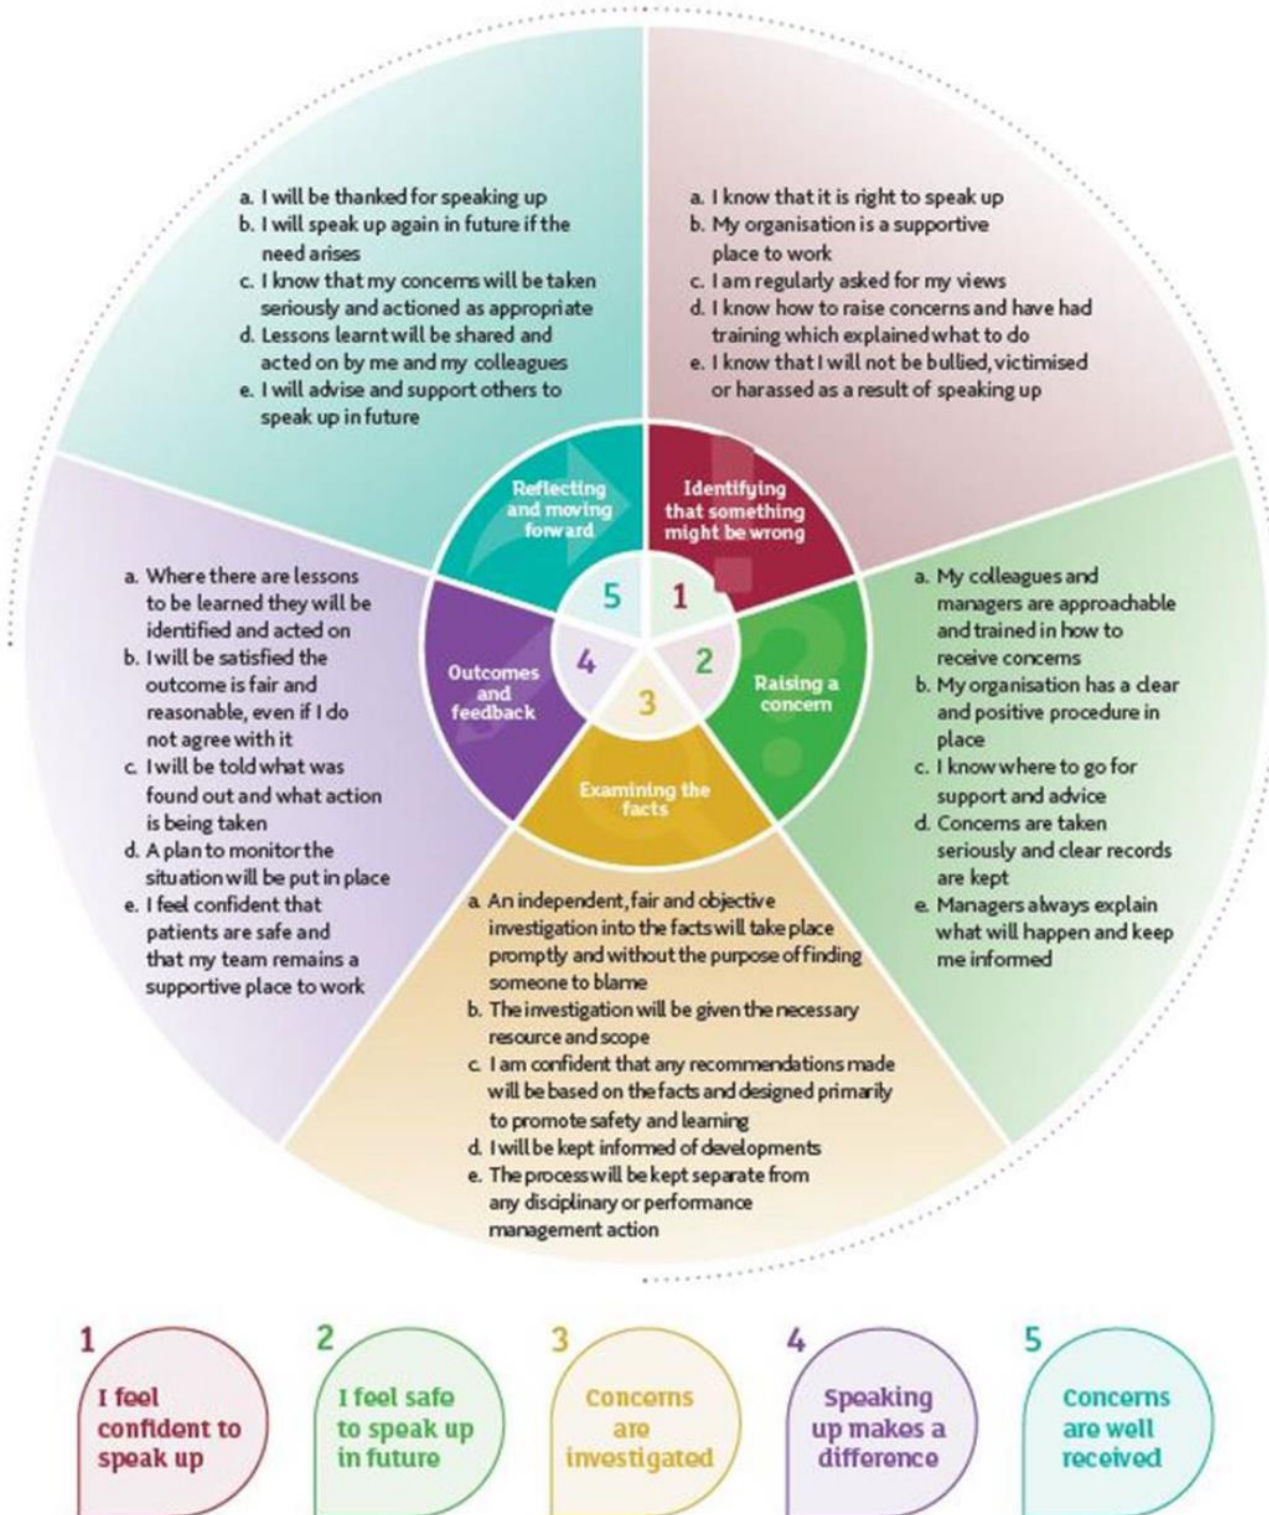 a. I will be thanked for speaking up
b. I will speak up again in future if the
need arises
c. I know that my concerns will be taken
seriously and actioned as appropriate
d. Lessons learnt will be shared and
acted on by me and my colleagues
e. I will advise and support others to
speak up in future
a. I know that it is right to speak up
b. My organisation is a supportive
place to work
c. I am regularly asked for my views
d. I know how to raise concerns and have had
training which explained what to do
e. I know that I will not be bullied, victimised
or harassed as a result of speaking up
Reflecting
and moving
forward
Identifying
that something
might be wrong
5
1
4
2
3
Outcomes
and
feedback
Raising a
concern
Examining the
facts
a. Where there are lessons
to be learned they will be
identified and acted on
b. I will be satisfied the
outcome is fair and
reasonable, even if I do
not agree with it
c. I will be told what was
found out and what action
is being taken
d. A plan to monitor the
situation will be put in place
e. I feel confident that
patients are safe and
that my team remains a
supportive place to work
a. My colleagues and
managers are approachable
and trained in how to
receive concerns
b. My organisation has a clear
and positive procedure in
place
c. I know where to go for
support and advice
d. Concerns are taken
seriously and clear records
are kept
e. Managers always explain
what will happen and keep
me informed
a. An independent, fair and objective
investigation into the facts will take place
promptly and without the purpose of finding
someone to blame
b. The investigation will be given the necessary
resource and scope
c. I am confident that any recommendations made
will be based on the facts and designed primarily
to promote safety and learning
d. I will be kept informed of developments
e. The process will be kept separate from
any disciplinary or performance
management action
1
I feel
confident to
speak up
2
I feel safe
to speak up
in future
3
Concerns
are
investigated
4
Speaking
up makes a
difference
5
Concerns
are well
received